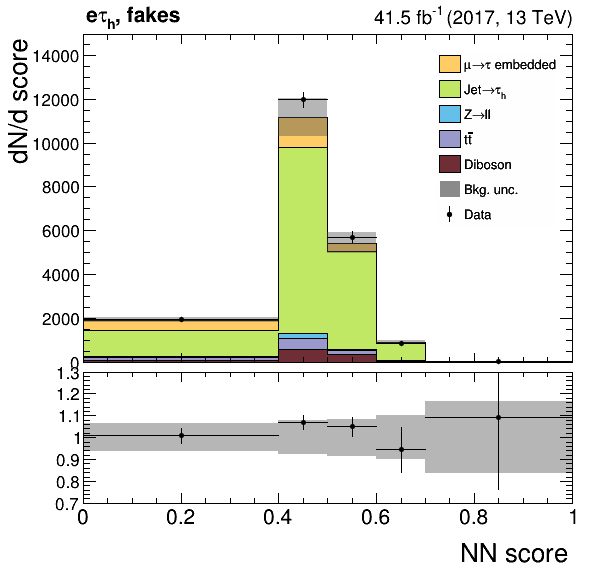 eτh, fakes
41.5 fb-1 (2017, 13 TeV)
dN/d score
14000
12000
10000
8000
6000
4000
2000
0
μ→τ embedded
Jet→τh
Z→ll
tt̄
Diboson
Bkg. unc.
Data
1.3
1.2
1.1
1
0.9
0.8
0.7
0 0.2 0.4 0.6 0.8 1
NN score